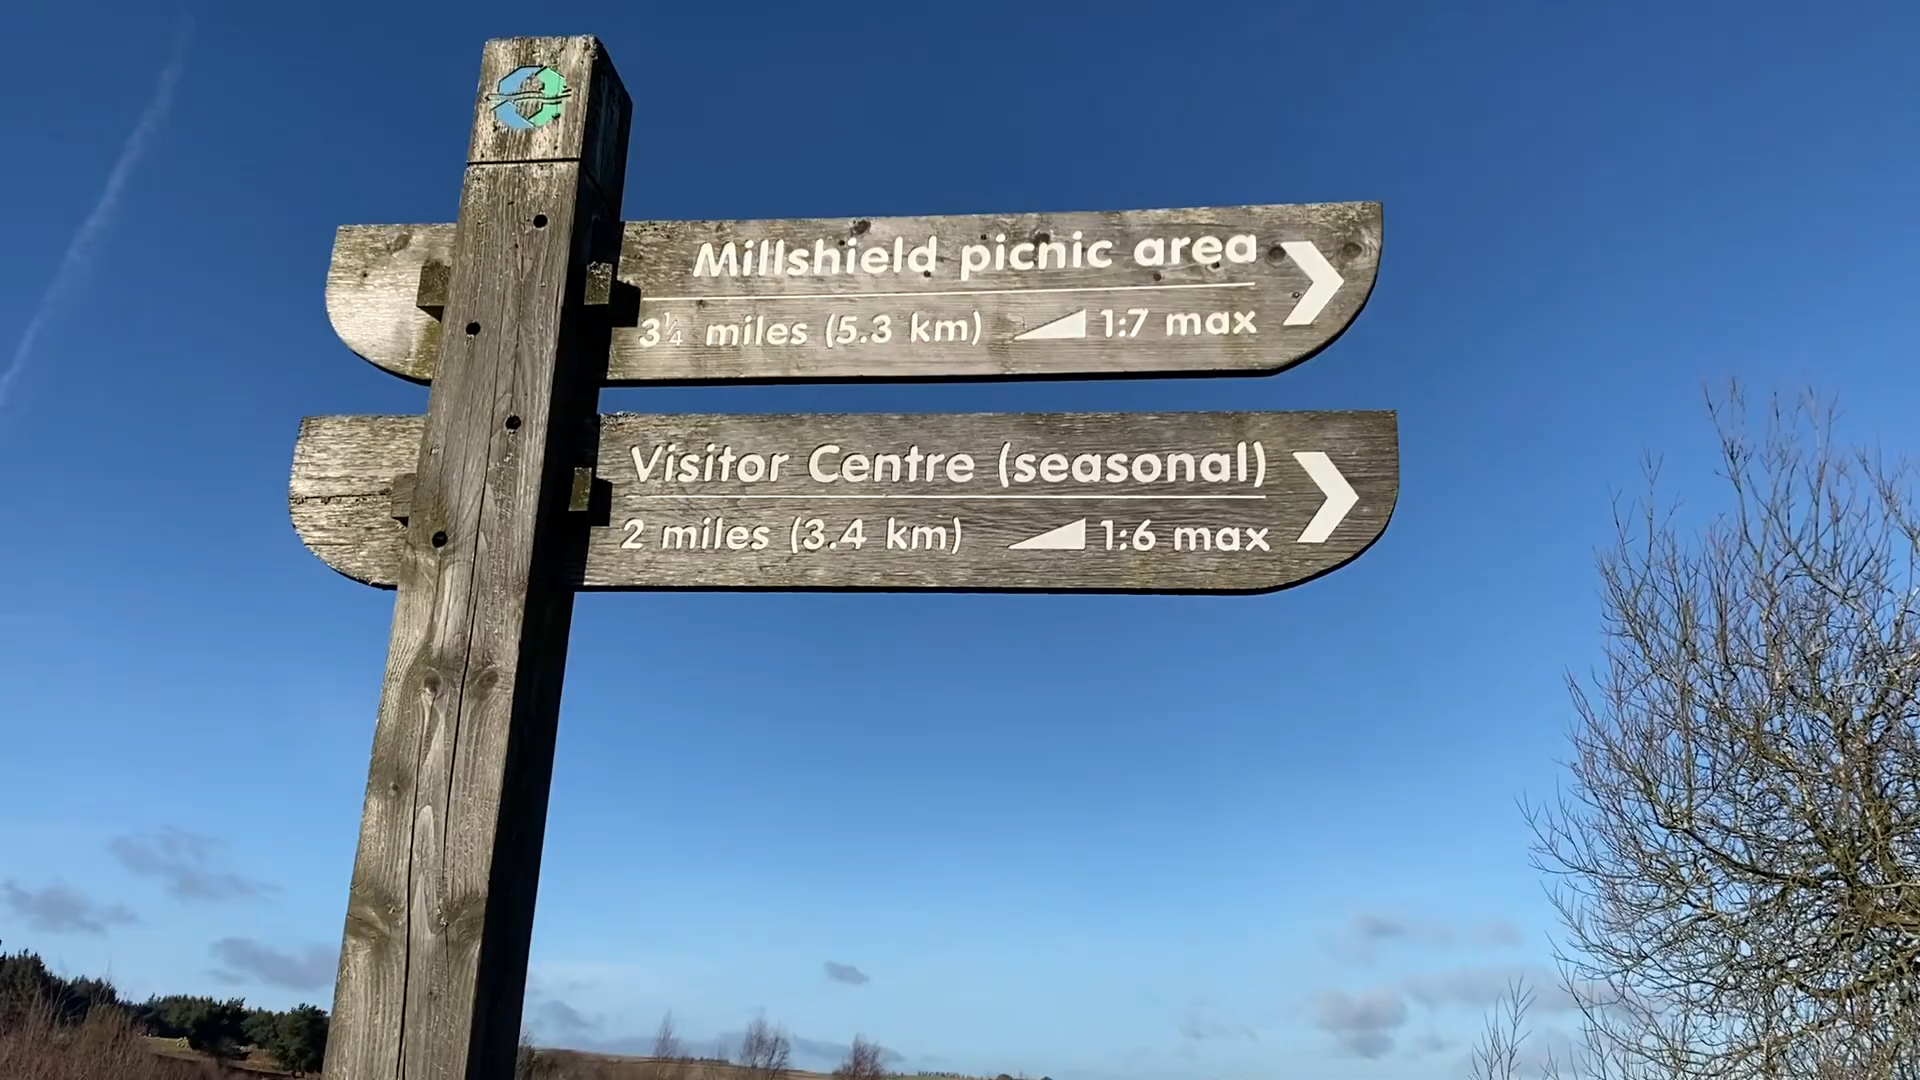 Millshield picnic area
3¼ miles (5.3 km) 1:7 max
Visitor Centre (seasonal)
2 miles (3.4 km) 1:6 max